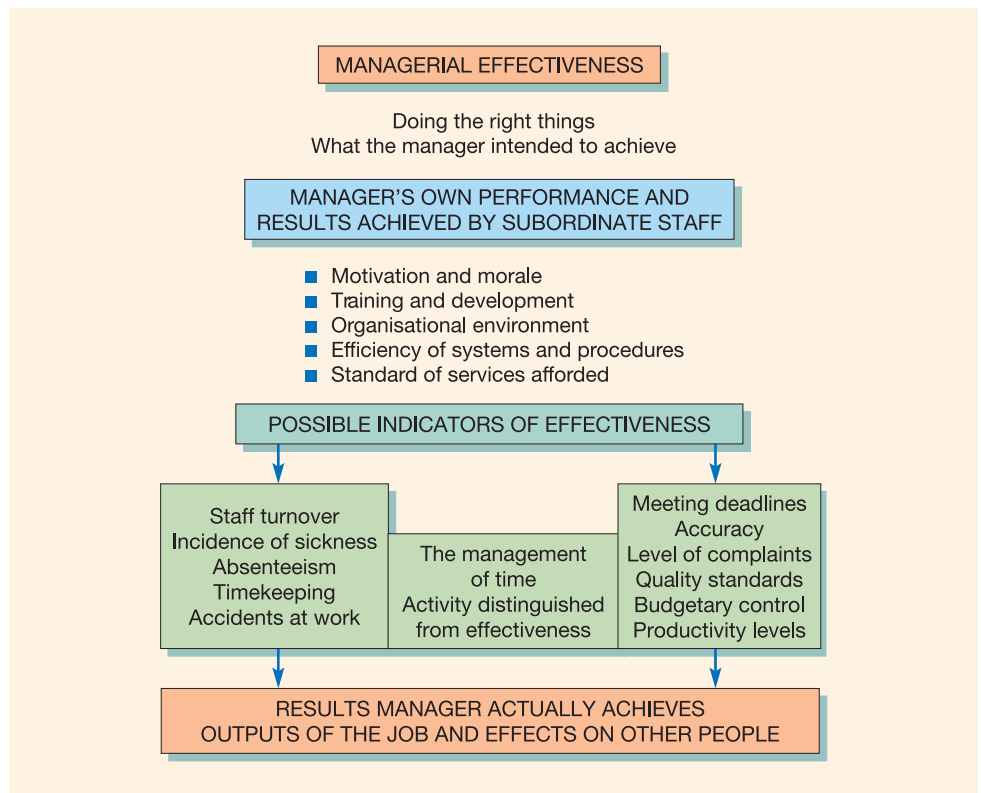 MANAGERIAL EFFECTIVENESS
Doing the right things
What the manager intended to achieve
MANAGER'S OWN PERFORMANCE AND
RESULTS ACHIEVED BY SUBORDINATE STAFF
Motivation and morale
Training and development
Organisational environment
Efficiency of systems and procedures
Standard of services afforded
POSSIBLE INDICATORS OF EFFECTIVENESS
Staff turnover
Incidence of sickness
Absenteeism
Timekeeping
Accidents at work
The management
of time
Activity distinguished
from effectiveness
Meeting deadlines
Accuracy
Level of complaints
Quality standards
Budgetary control
Productivity levels
RESULTS MANAGER ACTUALLY ACHIEVES
OUTPUTS OF THE JOB AND EFFECTS ON OTHER PEOPLE